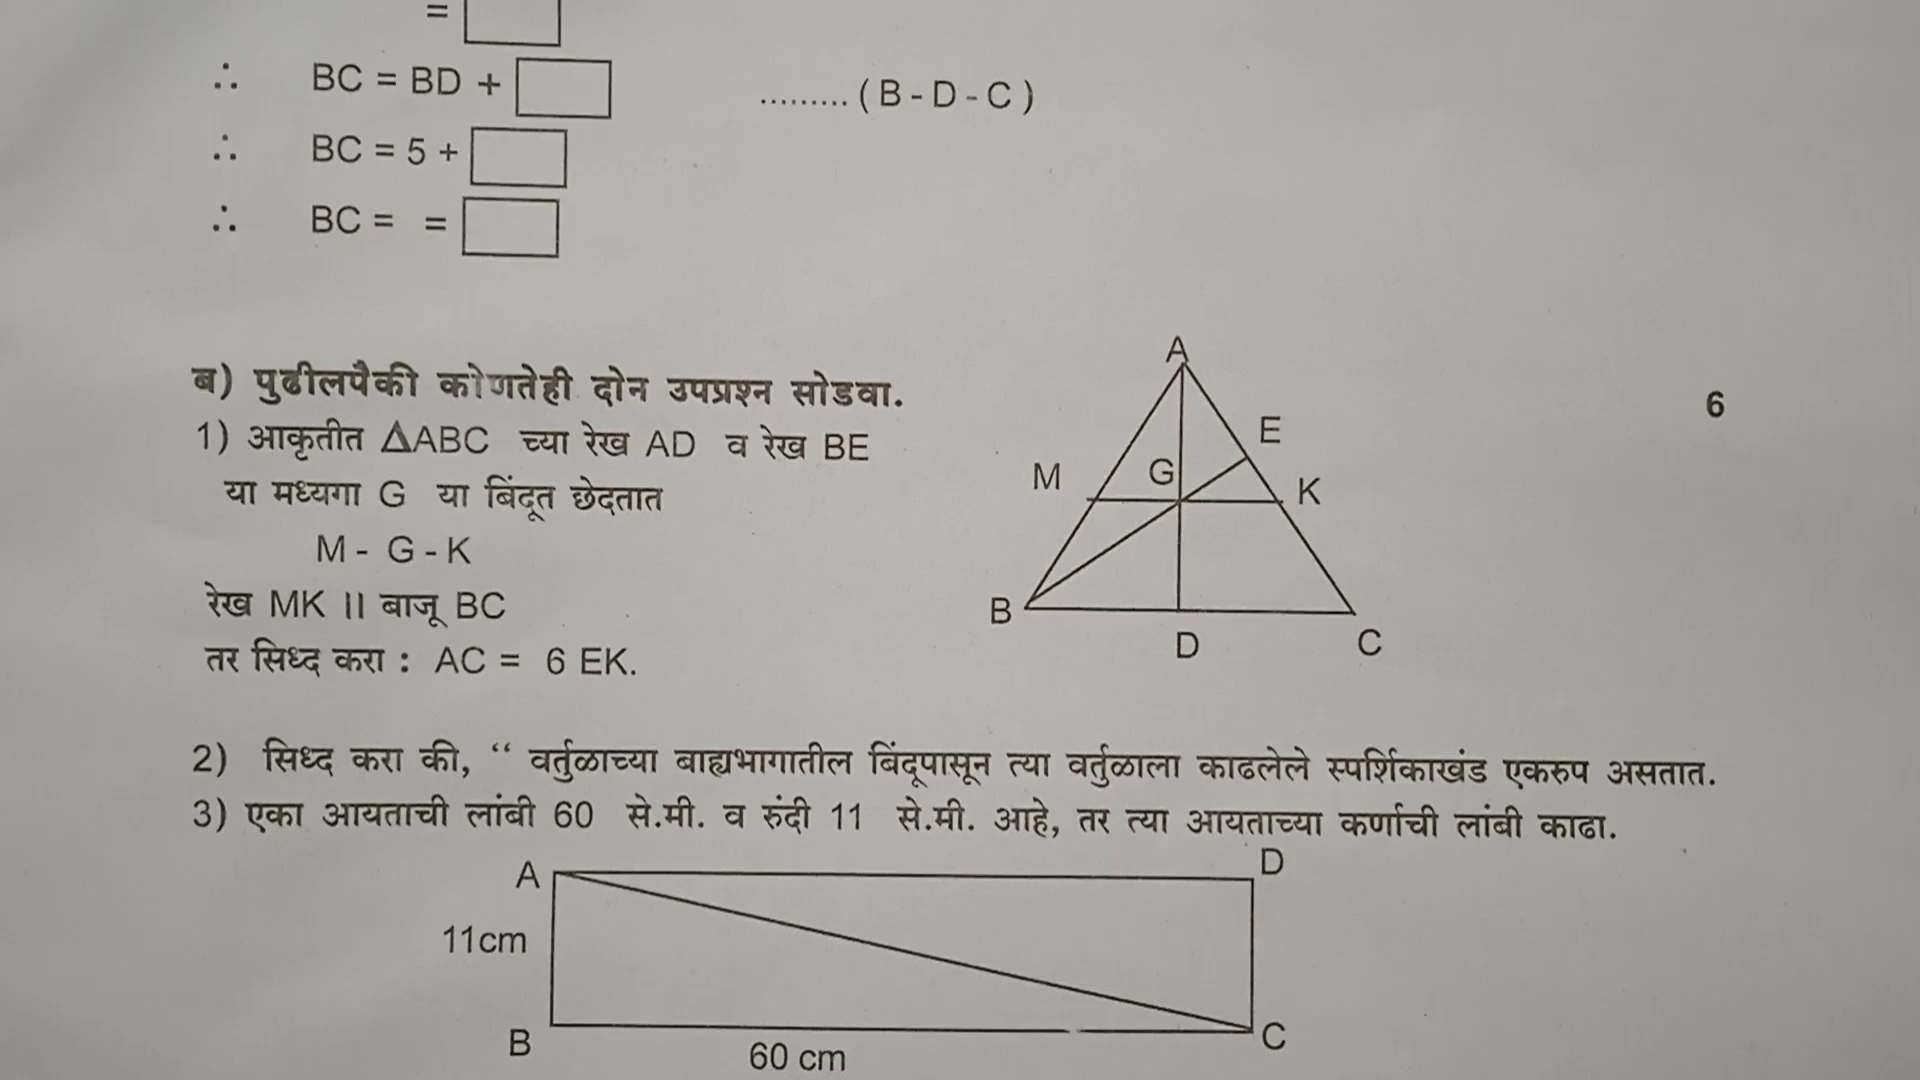 =
∴ BC = BD + ......... ( B - D - C )
∴ BC = 5 +
∴ BC = =
ब) पुढीलपैकी कोणतेही दोन उपप्रश्न सोडवा. 6
1) आकृतीत ΔABC च्या रेख AD व रेख BE
या मध्यगा G या बिंदूत छेदतात
M - G - K
रेख MK II बाजू BC
तर सिध्द करा : AC = 6 EK.
A
E
M G K
B D C
2) सिध्द करा की, “ वर्तुळाच्या बाह्यभागातील बिंदूपासून त्या वर्तुळाला काढलेले स्पर्शिकाखंड एकरुप असतात.
3) एका आयताची लांबी 60 से.मी. व रुंदी 11 से.मी. आहे, तर त्या आयताच्या कर्णाची लांबी काढा.
A D
11cm
B C
60 cm